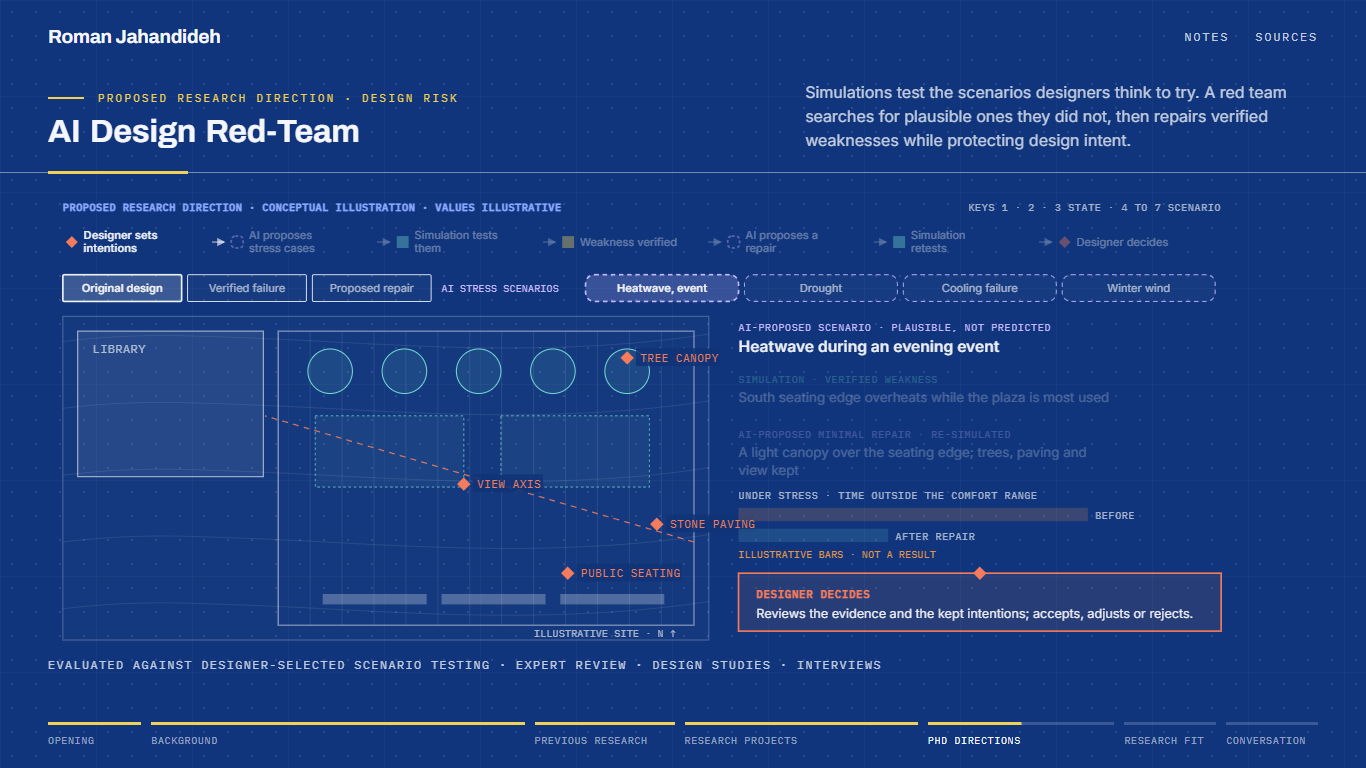 Roman Jahandideh
NOTES SOURCES
PROPOSED RESEARCH DIRECTION · DESIGN RISK
AI Design Red-Team
Simulations test the scenarios designers think to try. A red team
searches for plausible ones they did not, then repairs verified
weaknesses while protecting design intent.
PROPOSED RESEARCH DIRECTION · CONCEPTUAL ILLUSTRATION · VALUES ILLUSTRATIVE
KEYS 1 · 2 · 3 STATE · 4 TO 7 SCENARIO
Designer sets
intentions
AI proposes
stress cases
Simulation tests
them
Weakness verified
AI proposes a
repair
Simulation
retests
Designer decides
Original design
Verified failure
Proposed repair
AI STRESS SCENARIOS
Heatwave, event
Drought
Cooling failure
Winter wind
LIBRARY
TREE CANOPY
VIEW AXIS
STONE PAVING
PUBLIC SEATING
ILLUSTRATIVE SITE · N ↑
AI-PROPOSED SCENARIO · PLAUSIBLE, NOT PREDICTED
Heatwave during an evening event
SIMULATION · VERIFIED WEAKNESS
South seating edge overheats while the plaza is most used
AI-PROPOSED MINIMAL REPAIR · RE-SIMULATED
A light canopy over the seating edge; trees, paving and
view kept
UNDER STRESS · TIME OUTSIDE THE COMFORT RANGE
BEFORE
AFTER REPAIR
ILLUSTRATIVE BARS · NOT A RESULT
DESIGNER DECIDES
Reviews the evidence and the kept intentions; accepts, adjusts or rejects.
EVALUATED AGAINST DESIGNER-SELECTED SCENARIO TESTING · EXPERT REVIEW · DESIGN STUDIES · INTERVIEWS
OPENING
BACKGROUND
PREVIOUS RESEARCH
RESEARCH PROJECTS
PHD DIRECTIONS
RESEARCH FIT
CONVERSATION